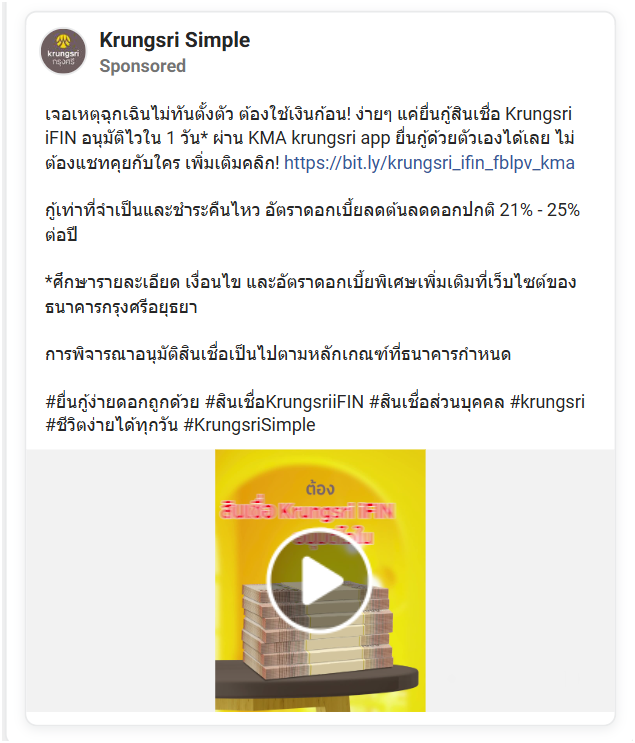 krungsri
กรุงศรี
Krungsri Simple
Sponsored
เจอเหตุฉุกเฉินไม่ทันตั้งตัว ต้องใช้เงินก้อน! ง่ายๆ แค่ยื่นกู้สินเชื่อ Krungsri
iFIN อนุมัติไวใน 1 วัน* ผ่าน KMA krungsri app ยื่นกู้ด้วยตัวเองได้เลย ไม่
ต้องแชทคุยกับใคร เพิ่มเติมคลิก! https://bit.ly/krungsri_ifin_fblpv_kma
กู้เท่าที่จำเป็นและชำระคืนไหว อัตราดอกเบี้ยลดต้นลดดอกปกติ 21% - 25%
ต่อปี
*ศึกษารายละเอียด เงื่อนไข และอัตราดอกเบี้ยพิเศษเพิ่มเติมที่เว็บไซต์ของ
ธนาคารกรุงศรีอยุธยา
การพิจารณาอนุมัติสินเชื่อเป็นไปตามหลักเกณฑ์ที่ธนาคารกำหนด
#ยื่นกู้ง่ายดอกถูกด้วย #สินเชื่อKrungsriiFIN #สินเชื่อส่วนบุคคล #krungsri
#ชีวิตง่ายได้ทุกวัน #KrungsriSimple
ต้อง
สินเชื่อ Krungsri iFIN